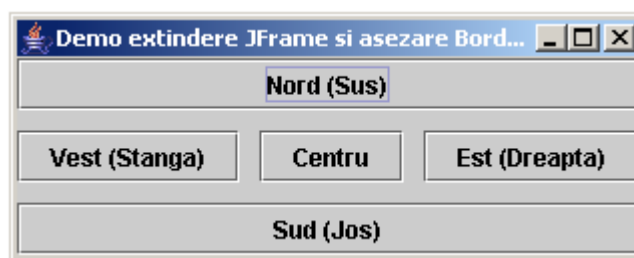 Demo extindere JFrame si asezare Bord...
Nord (Sus)
Vest (Stanga) Centru Est (Dreapta)
Sud (Jos)